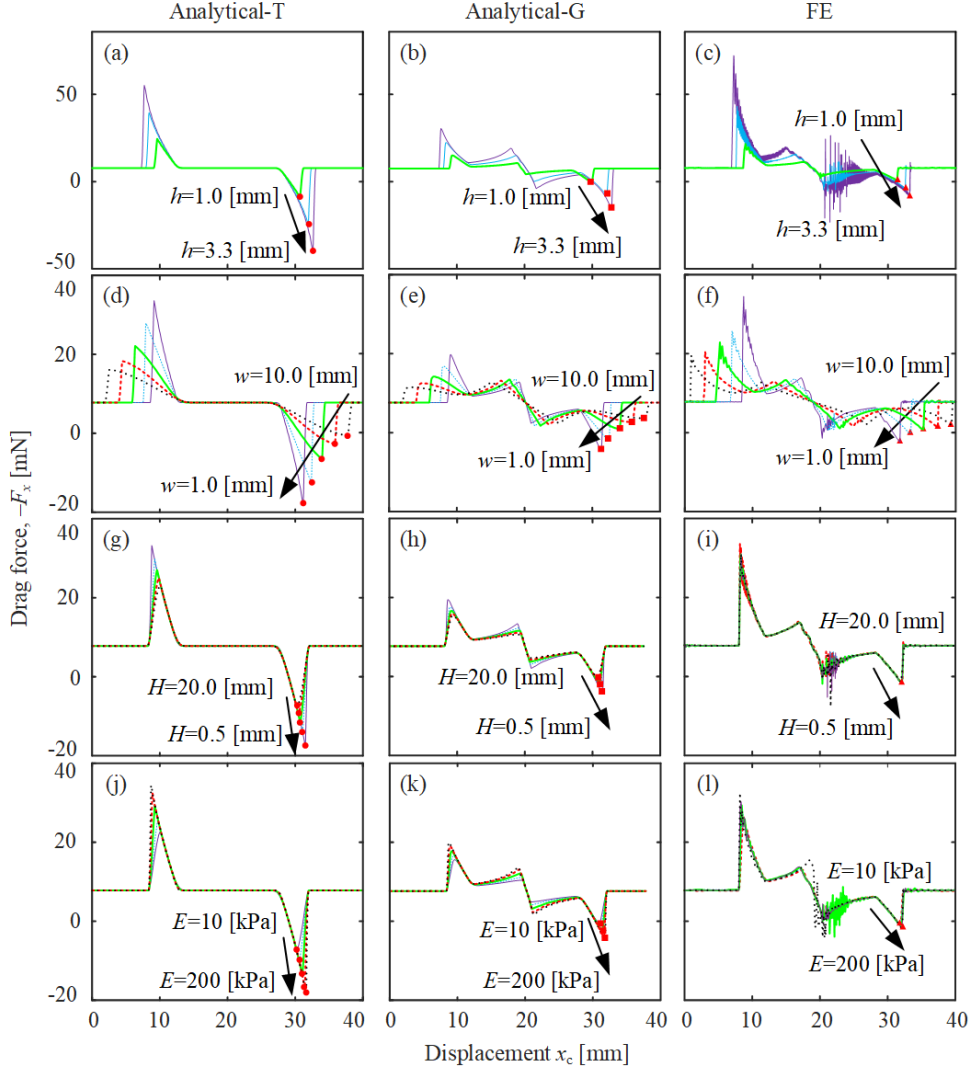 Analytical-T Analytical-G FE
(a) (b) (c)
50
0
-50
h=1.0 [mm] h=1.0 [mm] h=1.0 [mm]
h=3.3 [mm] h=3.3 [mm] h=3.3 [mm]
(d) (e) (f)
40
20
0
-20
w=10.0 [mm] w=10.0 [mm] w=10.0 [mm]
w=1.0 [mm] w=1.0 [mm] w=1.0 [mm]
Drag force, −Fx [mN]
(g) (h) (i)
40
20
0
-20
H=20.0 [mm] H=20.0 [mm] H=20.0 [mm]
H=0.5 [mm] H=0.5 [mm] H=0.5 [mm]
(j) (k) (l)
40
20
0
-20
E=10 [kPa] E=10 [kPa] E=10 [kPa]
E=200 [kPa] E=200 [kPa] E=200 [kPa]
0 10 20 30 40 0 10 20 30 40 0 10 20 30 40
Displacement xc [mm]